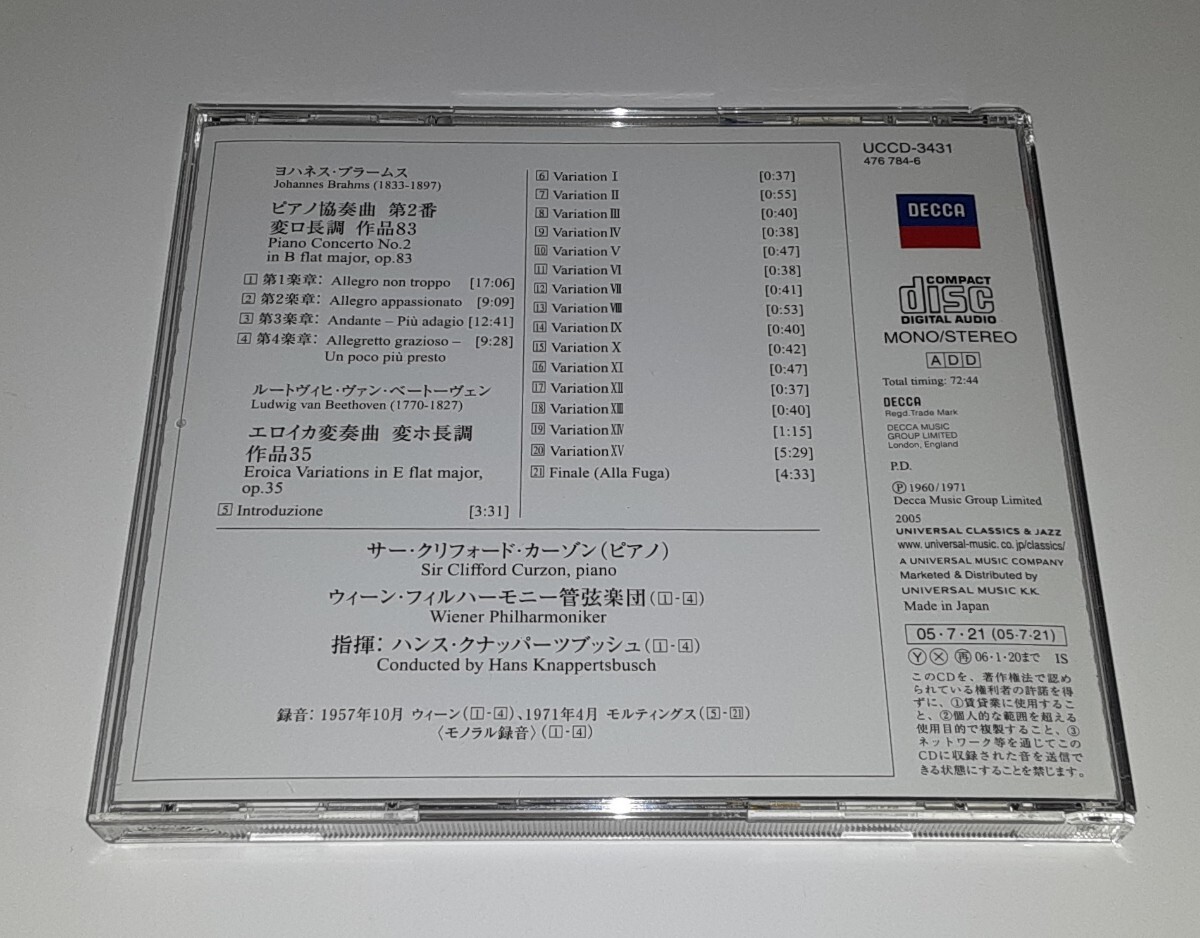 ヨハネス・ブラームス
Johannes Brahms (1833-1897)
ピアノ協奏曲 第2番
変ロ長調 作品83
Piano Concerto No.2
in B flat major, op.83
1 第1楽章: Allegro non troppo [17:06]
2 第2楽章: Allegro appassionato [9:09]
3 第3楽章: Andante – Più adagio [12:41]
4 第4楽章: Allegretto grazioso – [9:28]
Un poco più presto
ルートヴィヒ・ヴァン・ベートーヴェン
Ludwig van Beethoven (1770-1827)
エロイカ変奏曲 変ホ長調
作品35
Eroica Variations in E flat major,
op.35
5 Introduzione [3:31]
6 Variation Ⅰ [0:37]
7 Variation Ⅱ [0:55]
8 Variation Ⅲ [0:40]
9 Variation Ⅳ [0:38]
10 Variation Ⅴ [0:47]
11 Variation Ⅵ [0:38]
12 Variation Ⅶ [0:41]
13 Variation Ⅷ [0:53]
14 Variation Ⅸ [0:40]
15 Variation Ⅹ [0:42]
16 Variation XI [0:47]
17 Variation XII [0:37]
18 Variation XIII [0:40]
19 Variation XIV [1:15]
20 Variation XV [5:29]
21 Finale (Alla Fuga) [4:33]
サー・クリフォード・カーゾン(ピアノ)
Sir Clifford Curzon, piano
ウィーン・フィルハーモニー管弦楽団(1-4)
Wiener Philharmoniker
指揮: ハンス・クナッパーツブッシュ(1-4)
Conducted by Hans Knappertsbusch
録音: 1957年10月 ウィーン(1-4)、1971年4月 モルティングス(5-21)
〈モノラル録音〉(1-4)
UCCD-3431
476 784-6
DECCA
COMPACT
disc
DIGITAL AUDIO
MONO/STEREO
ADD
Total timing: 72:44
DECCA
Regd. Trade Mark
DECCA MUSIC
GROUP LIMITED
London, England
P.D.
Ⓟ 1960/1971
Decca Music Group Limited
2005
UNIVERSAL CLASSICS & JAZZ
www.universal-music.co.jp/classics/
A UNIVERSAL MUSIC COMPANY
Marketed & Distributed by
UNIVERSAL MUSIC K.K.
Made in Japan
05・7・21 (05・7・21)
Ⓨ Ⓧ 再 06・1・20まで IS
このCDを、著作権法で認め
られている権利者の許諾を得
ずに、①賃貸業に使用するこ
と、②個人的な範囲を超える
使用目的で複製すること、③
ネットワーク等を通じてこの
CDに収録された音を送信で
きる状態にすることを禁じます。